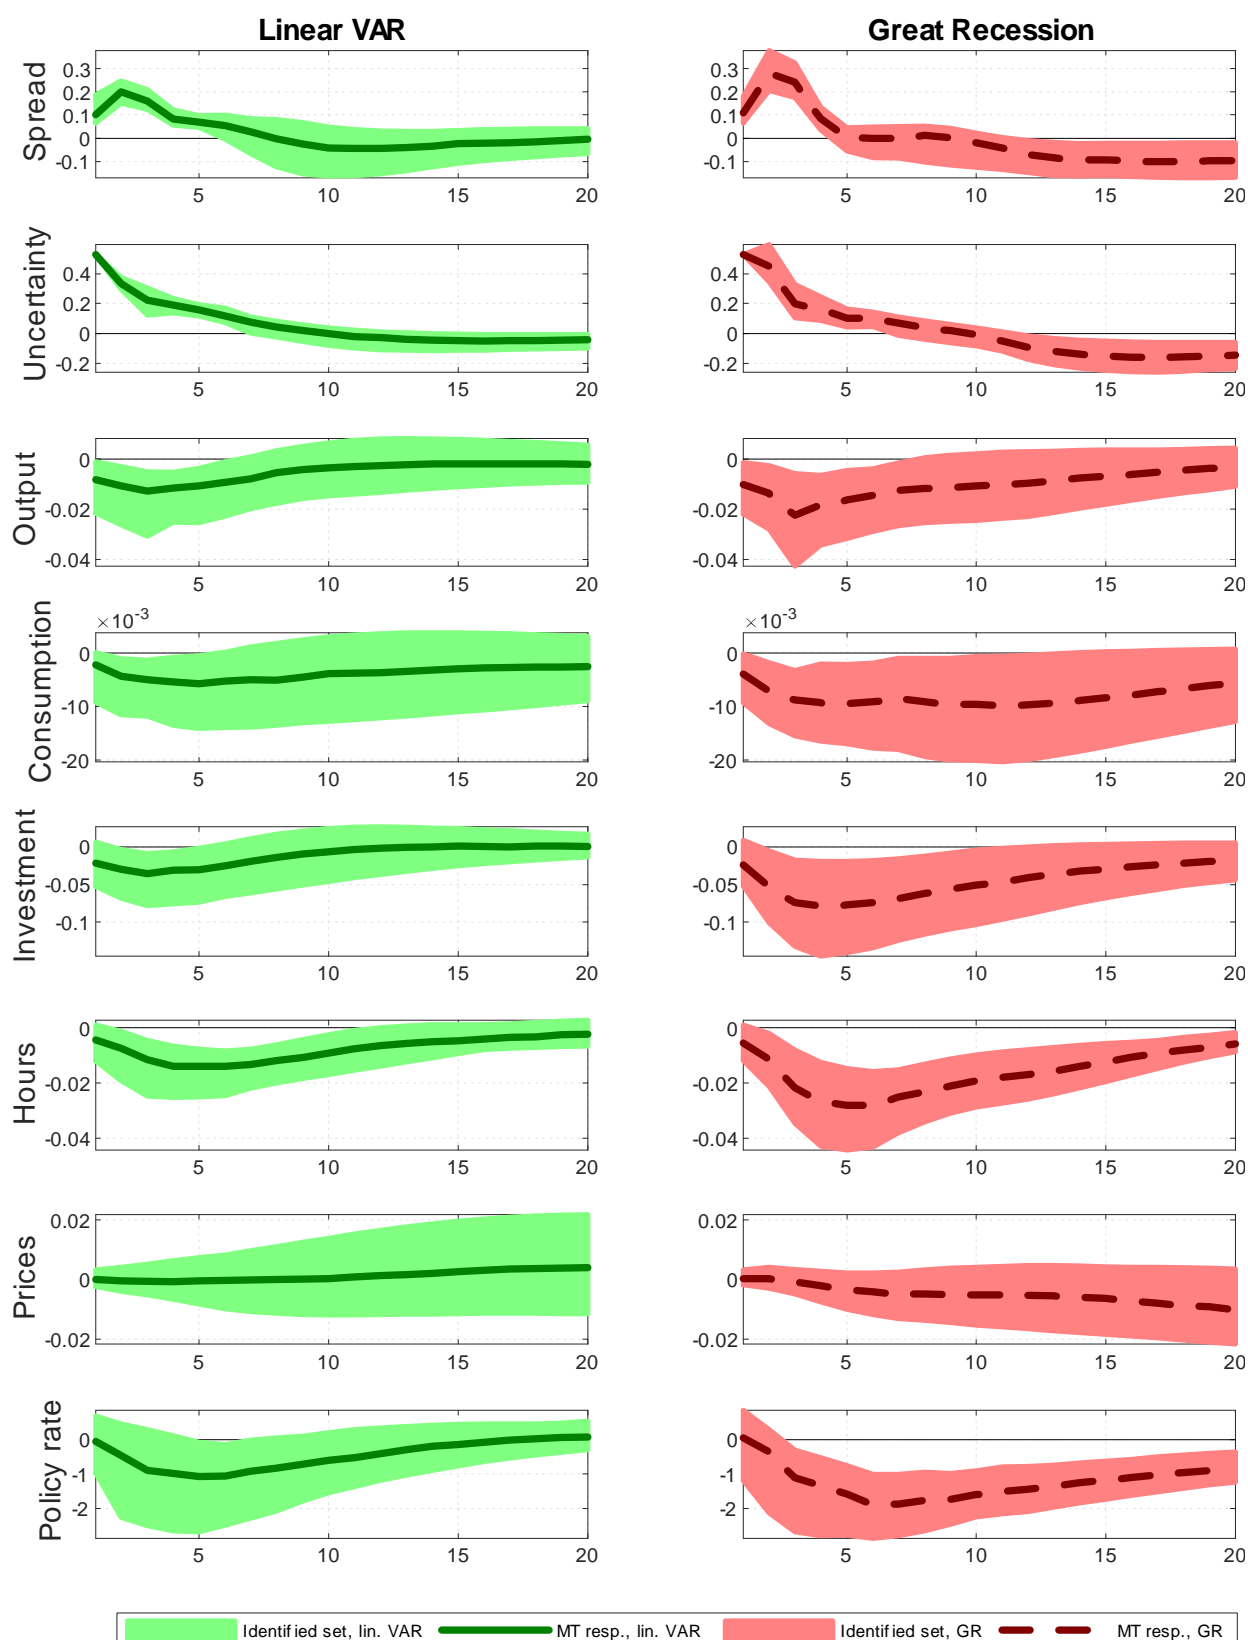 Linear VAR
Great Recession
Spread
0.3
0.2
0.1
0
-0.1
5 10 15 20
0.3
0.2
0.1
0
-0.1
5 10 15 20
Uncertainty
0.4
0.2
0
-0.2
5 10 15 20
0.4
0.2
0
-0.2
5 10 15 20
Output
0
-0.02
-0.04
5 10 15 20
0
-0.02
-0.04
5 10 15 20
Consumption
×10-3
0
-10
-20
5 10 15 20
×10-3
0
-10
-20
5 10 15 20
Investment
0
-0.05
-0.1
5 10 15 20
0
-0.05
-0.1
5 10 15 20
Hours
0
-0.02
-0.04
5 10 15 20
0
-0.02
-0.04
5 10 15 20
Prices
0.02
0
-0.02
5 10 15 20
0.02
0
-0.02
5 10 15 20
Policy rate
0
-1
-2
5 10 15 20
0
-1
-2
5 10 15 20
Identified set, lin. VAR MT resp., lin. VAR Identified set, GR MT resp., GR